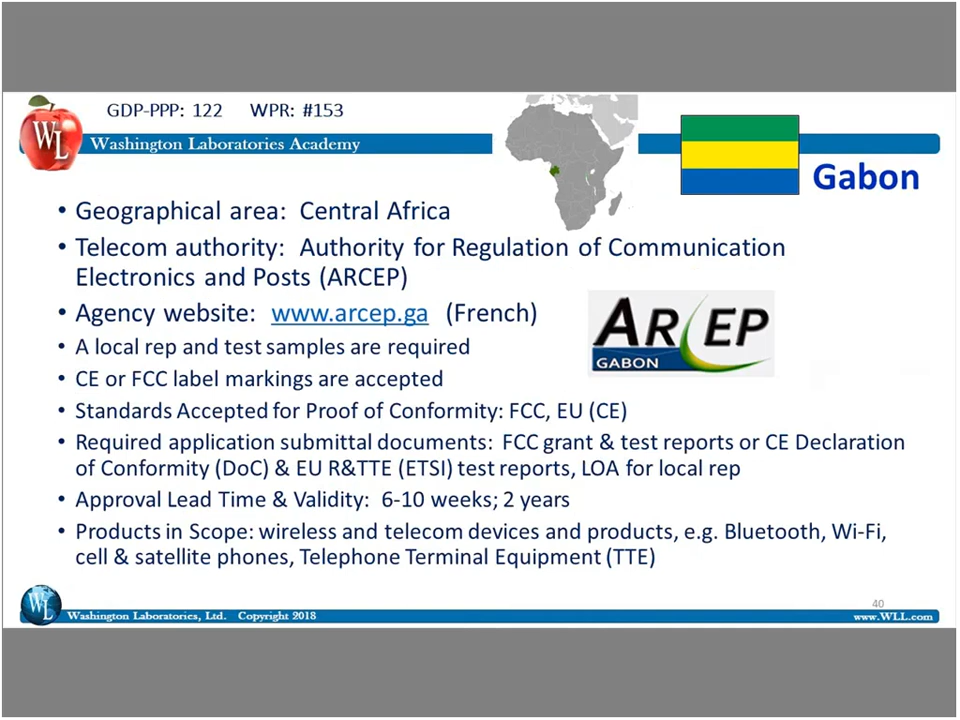 GDP-PPP: 122 WPR: #153
WL
Washington Laboratories Academy
Gabon
• Geographical area: Central Africa
• Telecom authority: Authority for Regulation of Communication
Electronics and Posts (ARCEP)
• Agency website: www.arcep.ga (French)
ARCEP
GABON
• A local rep and test samples are required
• CE or FCC label markings are accepted
• Standards Accepted for Proof of Conformity: FCC, EU (CE)
• Required application submittal documents: FCC grant & test reports or CE Declaration
of Conformity (DoC) & EU R&TTE (ETSI) test reports, LOA for local rep
• Approval Lead Time & Validity: 6-10 weeks; 2 years
• Products in Scope: wireless and telecom devices and products, e.g. Bluetooth, Wi-Fi,
cell & satellite phones, Telephone Terminal Equipment (TTE)
40
WL
Washington Laboratories, Ltd. Copyright 2018
www.WLL.com